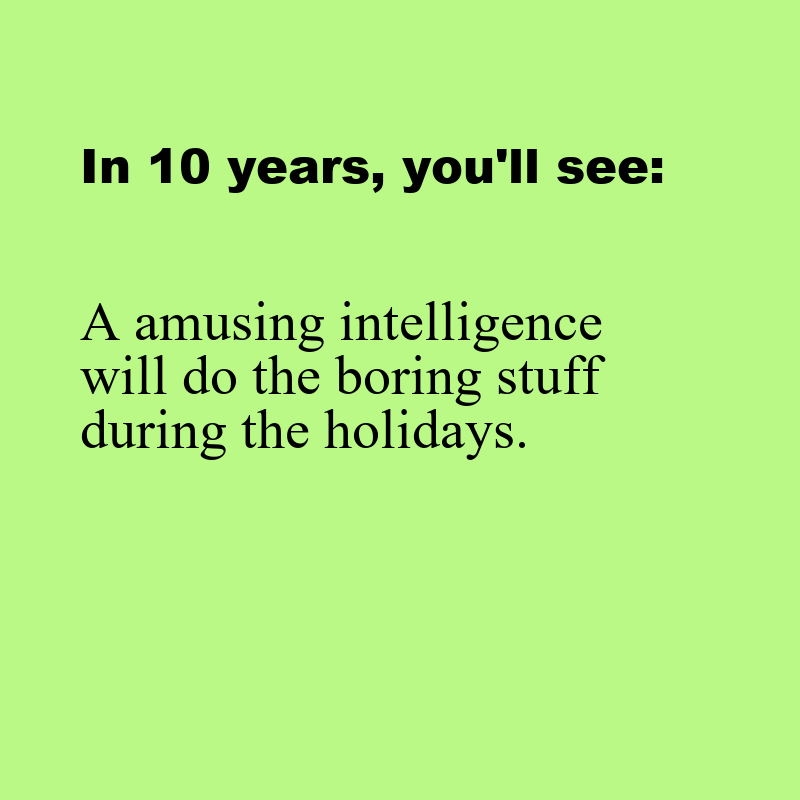 In 10 years, you'll see:
A amusing intelligence
will do the boring stuff
during the holidays.